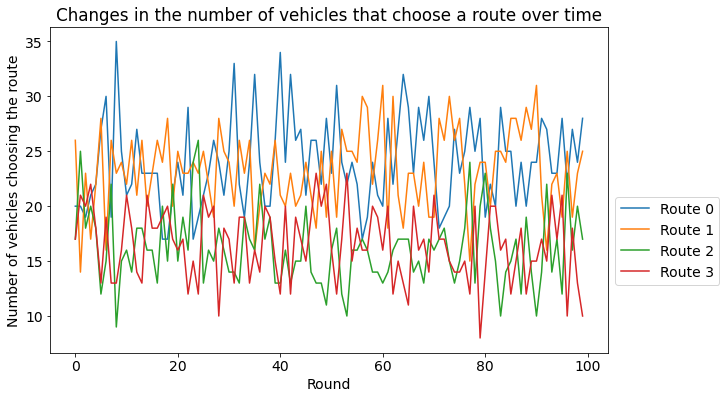 Changes in the number of vehicles that choose a route over time
Number of vehicles choosing the route
35
30
25
20
15
10
0
20
40
60
80
100
Round
Route 0
Route 1
Route 2
Route 3